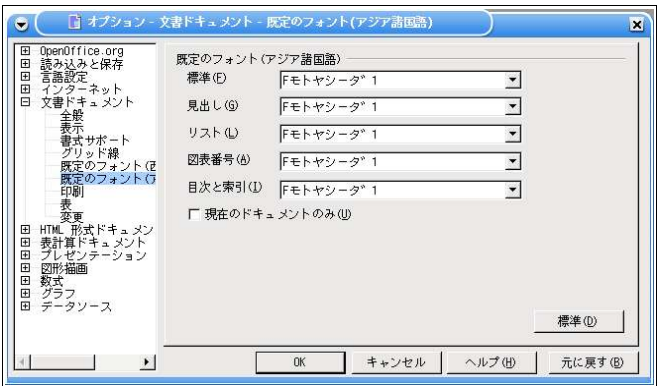 オプション - 文書ドキュメント - 既定のフォント(アジア諸国語)
OpenOffice.org
読み込みと保存
言語設定
インターネット
文書ドキュメント
全般
表示
書式サポート
グリッド線
既定のフォント(西
既定のフォント(ア
印刷
表
変更
HTML 形式ドキュメン
表計算ドキュメント
プレゼンテーション
図形描画
数式
グラフ
データソース
既定のフォント(アジア諸国語)
標準(F) Fモトヤシーダ 1
見出し(G) Fモトヤシーダ 1
リスト(L) Fモトヤシーダ 1
図表番号(A) Fモトヤシーダ 1
目次と索引(I) Fモトヤシーダ 1
現在のドキュメントのみ(U)
標準(D)
OK キャンセル ヘルプ(H) 元に戻す(B)